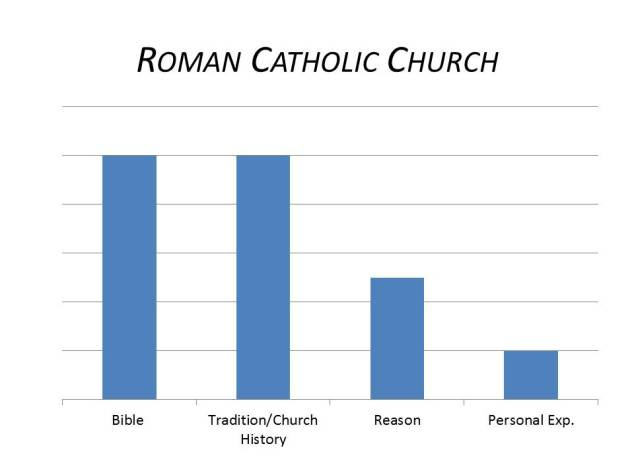 ROMAN CATHOLIC CHURCH
Bible
Tradition/Church
History
Reason
Personal Exp.